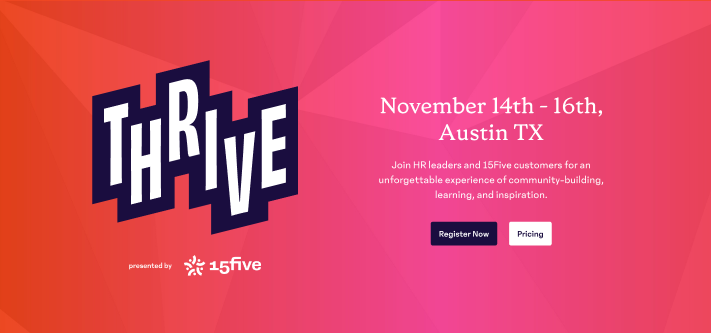 THRIVE
presented by 15five
November 14th - 16th,
Austin TX
Join HR leaders and 15Five customers for an
unforgettable experience of community-building,
learning, and inspiration.
Register Now
Pricing